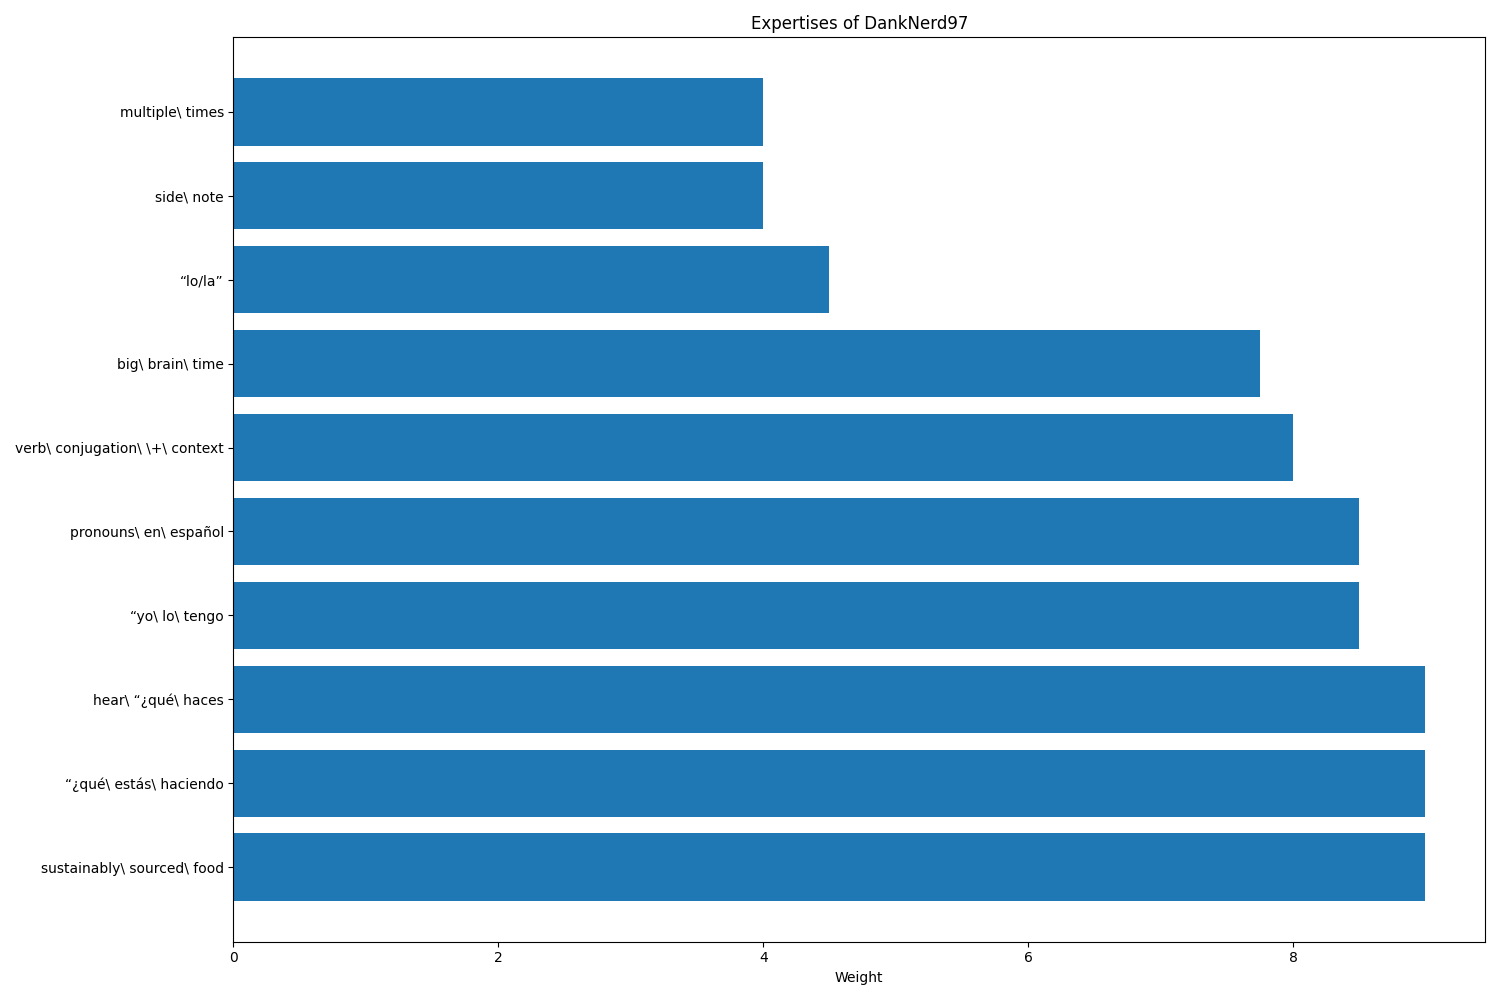 Expertises of DankNerd97
multiple\ times
side\ note
“lo/la”
big\ brain\ time
verb\ conjugation\ \+\ context
pronouns\ en\ español
“yo\ lo\ tengo
hear\ “¿qué\ haces
“¿qué\ estás\ haciendo
sustainably\ sourced\ food
0 2 4 6 8
Weight